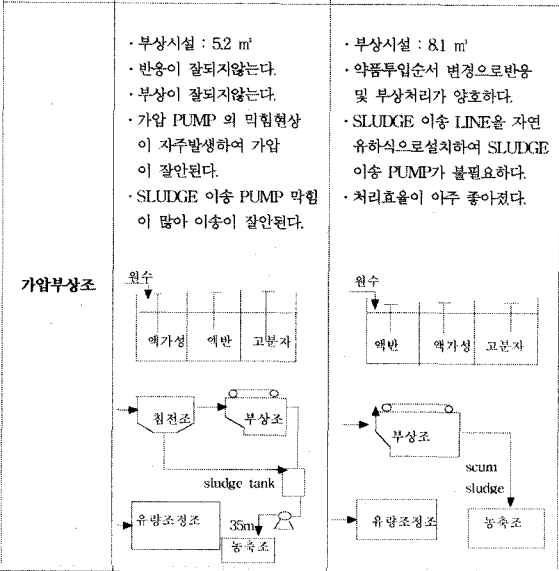 · 부상시설 : 5.2 ㎥
· 반응이 잘되지않는다.
· 부상이 잘되지않는다.
· 가압 PUMP 의 막힘현상
이 자주발생하여 가압
이 잘안된다.
· SLUDGE 이송 PUMP 막힘
이 많아 이송이 잘안된다.
· 부상시설 : 8.1 ㎥
· 약품투입순서 변경으로반응
및 부상처리가 양호하다.
· SLUDGE 이송 LINE을 자연
유하식으로설치하여 SLUDGE
이송 PUMP가 불필요하다.
· 처리효율이 아주 좋아졌다.
가압부상조
원수
액가성
액반
고분자
침전조
부상조
sludge tank
유량조정조
35m
농축조
원수
액반
액가성
고분자
부상조
scum
sludge
유량조정조
농축조